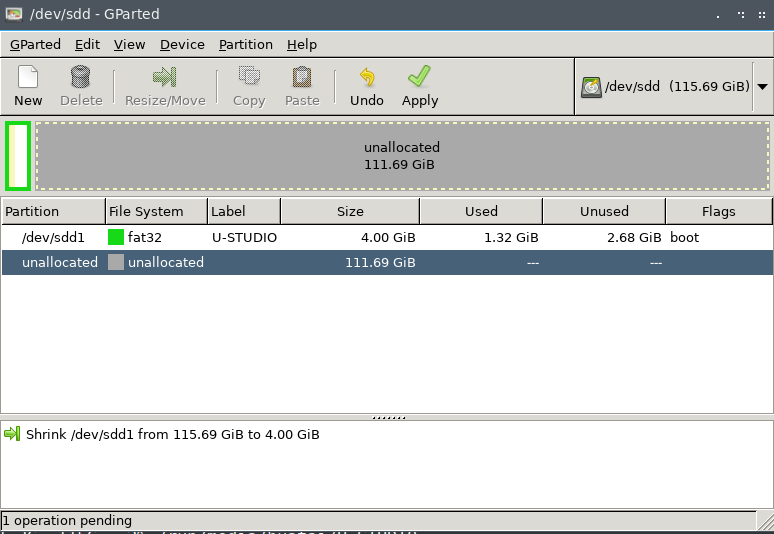 /dev/sdd - GParted
GParted Edit View Device Partition Help
New Delete Resize/Move Copy Paste Undo Apply /dev/sdd (115.69 GiB)
unallocated
111.69 GiB
Partition File System Label Size Used Unused Flags
/dev/sdd1 fat32 U-STUDIO 4.00 GiB 1.32 GiB 2.68 GiB boot
unallocated unallocated 111.69 GiB --- ---
Shrink /dev/sdd1 from 115.69 GiB to 4.00 GiB
1 operation pending